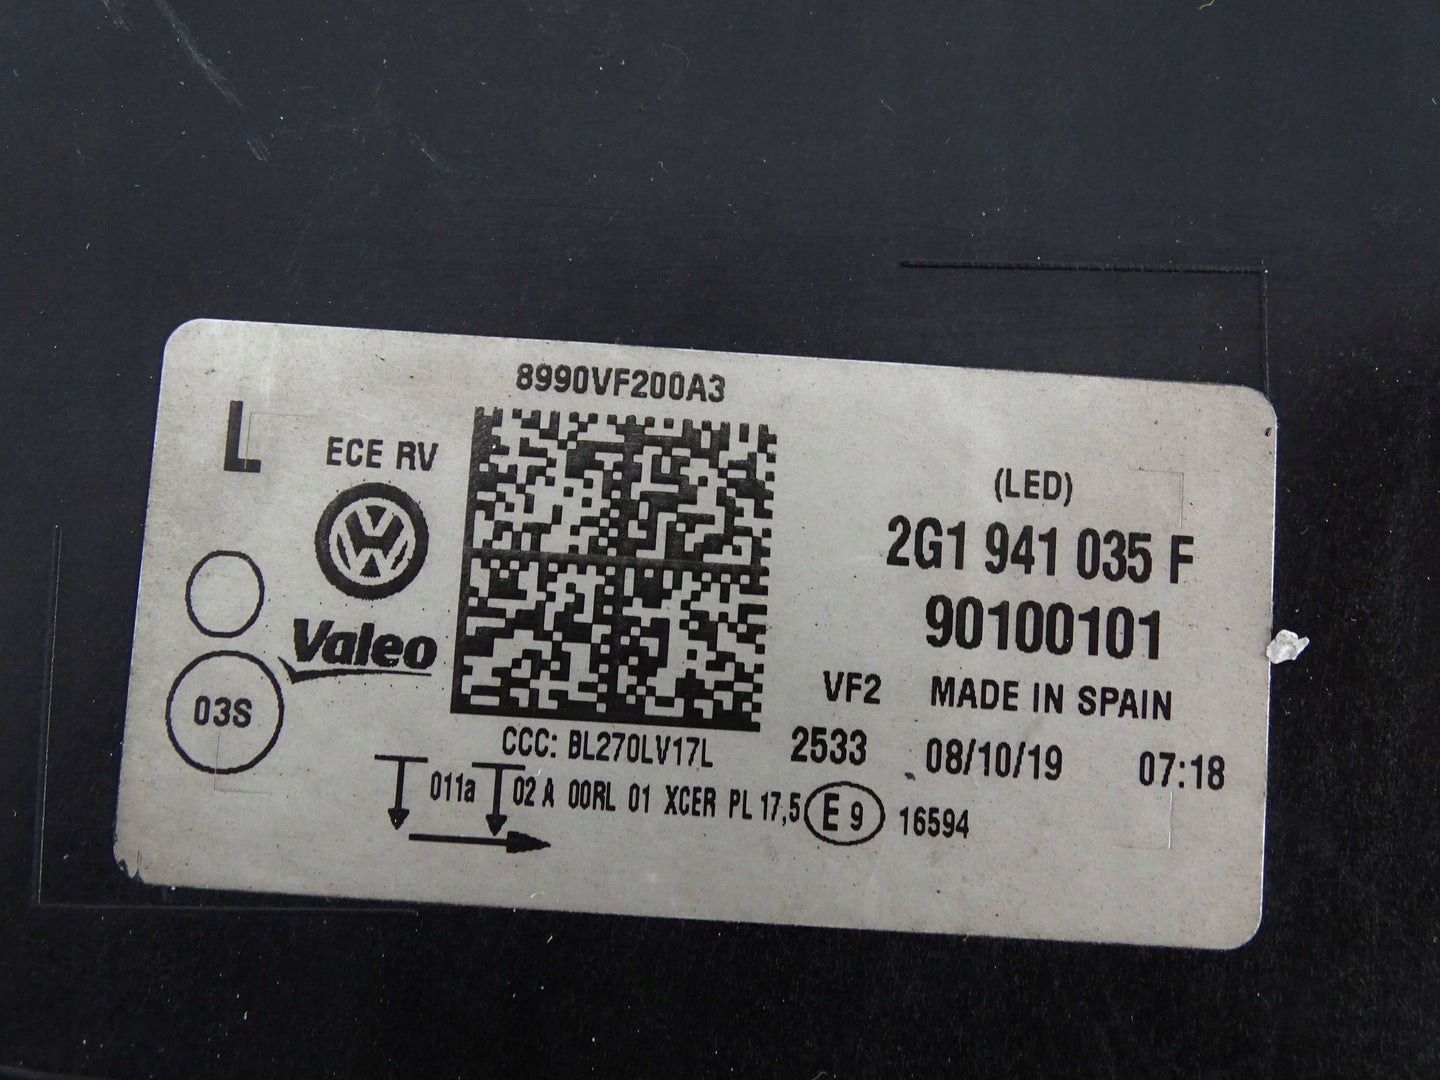 8990VF200A3
L
ECE RV
(LED)
2G1 941 035 F
90100101
Valeo
03S
VF2 MADE IN SPAIN
CCC: BL270LV17L
2533 08/10/19 07:18
011a 02 A 00RL 01 XCER PL 17,5 E 9 16594